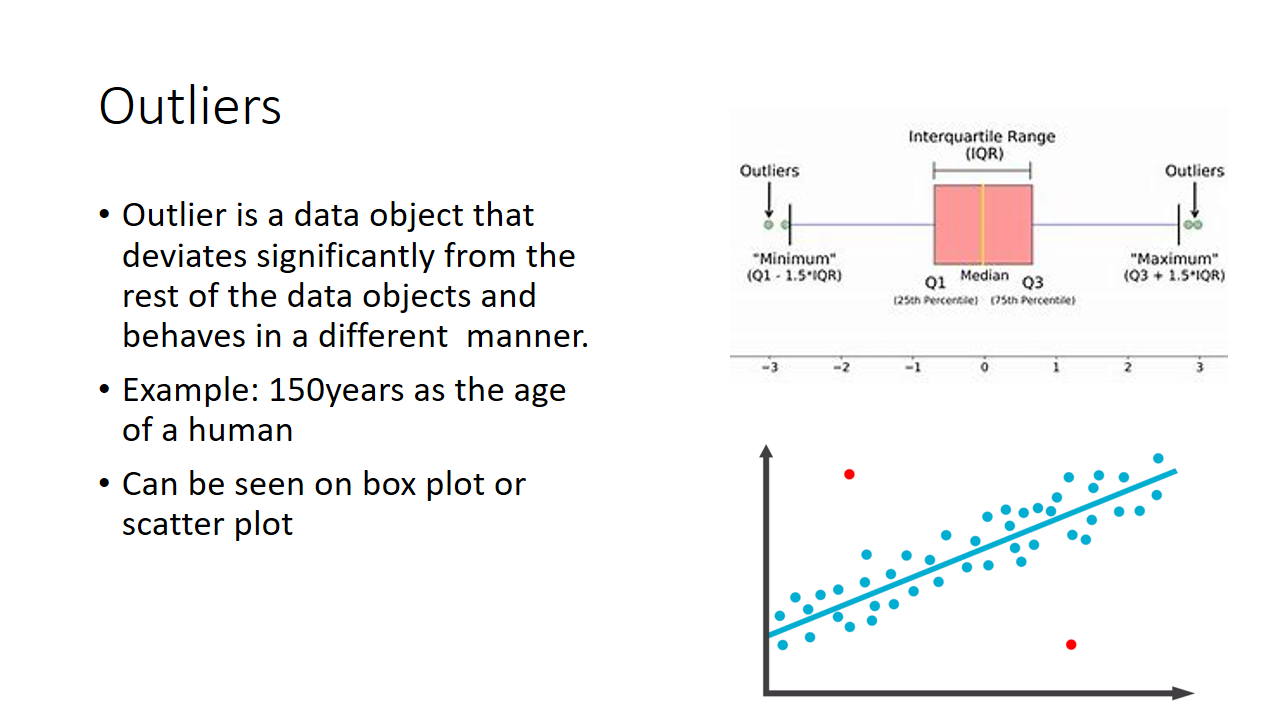 Outliers
• Outlier is a data object that
deviates significantly from the
rest of the data objects and
behaves in a different  manner.
• Example: 150years as the age
of a human
• Can be seen on box plot or
scatter plot
Interquartile Range
(IQR)
Outliers
Outliers
"Minimum"
(Q1 - 1.5*IQR)
"Maximum"
(Q3 + 1.5*IQR)
Q1
Median
Q3
(25th Percentile)
(75th Percentile)
−3 −2 −1 0 1 2 3